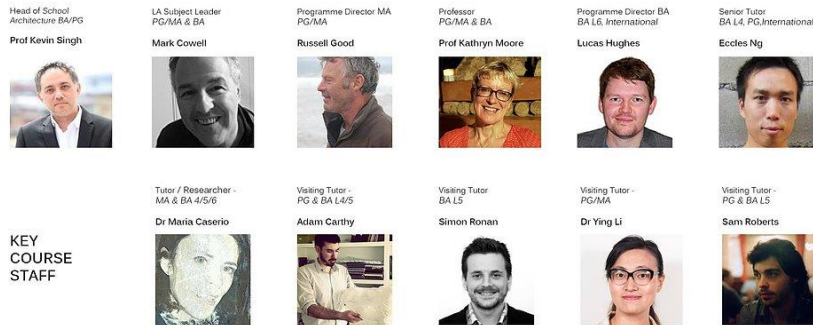 Head of School
Architecture BA/PG
Prof Kevin Singh
LA Subject Leader
PG/MA & BA
Mark Cowell
Programme Director MA
PG/MA
Russell Good
Professor
PG/MA & BA
Prof Kathryn Moore
Programme Director BA
BA L6, International
Lucas Hughes
Senior Tutor
BA L4, PG,International
Eccles Ng
KEY
COURSE
STAFF
Tutor / Researcher -
MA & BA 4/5/6
Dr Maria Caserio
Visiting Tutor -
PG & BA L4/5
Adam Carthy
Visiting Tutor
BA L5
Simon Ronan
Visiting Tutor -
PG/MA
Dr Ying Li
Visiting Tutor -
PG & BA L5
Sam Roberts